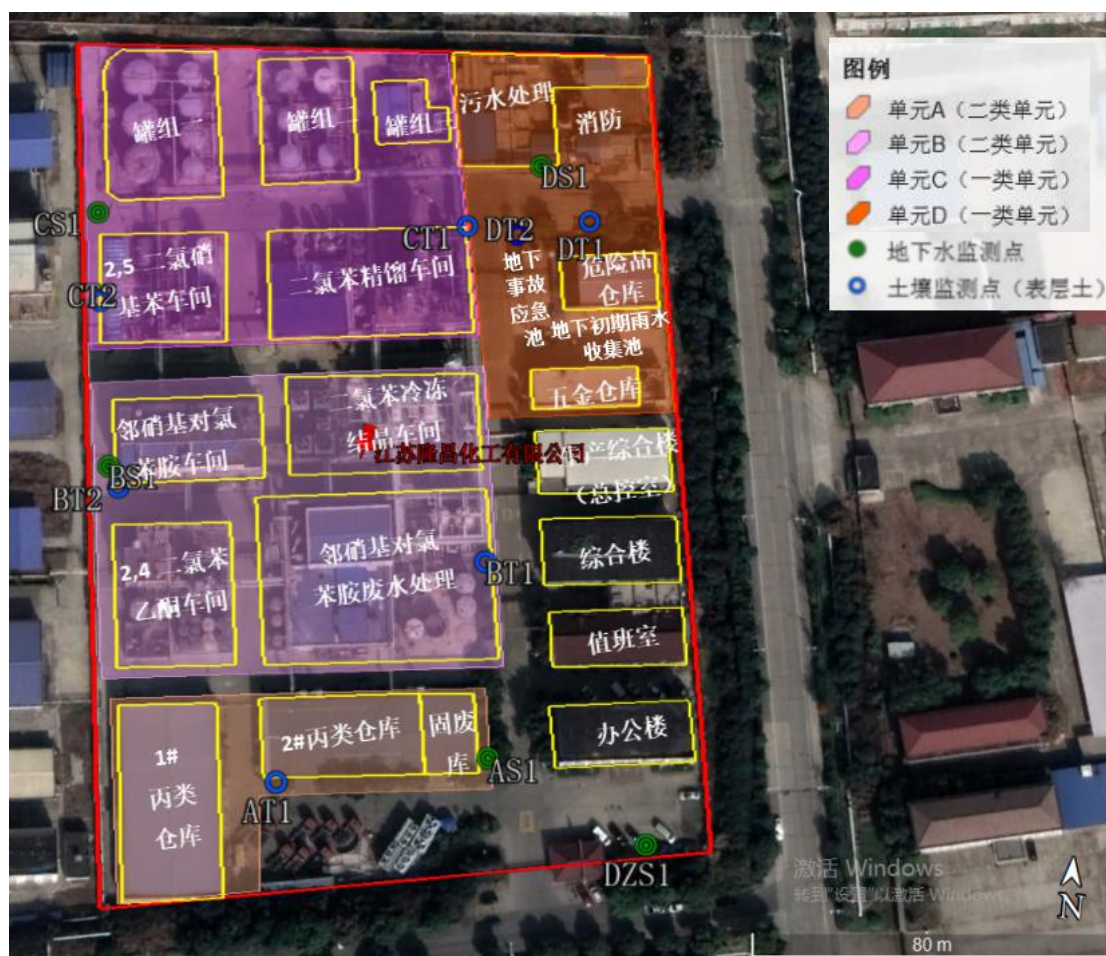 图例
单元A（二类单元）
单元B（二类单元）
单元C（一类单元）
单元D（一类单元）
地下水监测点
土壤监测点（表层土）
罐组一
罐组二
罐组三
污水处理
消防
DS1
CS1
CT1
DT2
DT1
2,5 二氯硝
基苯车间
CT2
二氯苯精馏车间
地下
事故
应急
池
危险品
仓库
地下初期雨水
收集池
五金仓库
邻硝基对氯
苯胺车间
二氯苯冷冻
结晶车间
江苏隆昌化工有限公司
生产综合楼
（总控室）
BS1
BT2
2,4 二氯苯
乙酮车间
邻硝基对氯
苯胺废水处理
BT1
综合楼
值班室
1#
丙类
仓库
2#丙类仓库
固废
库
办公楼
AS1
AT1
DZS1
激活 Windows
转到"设置"以激活 Windows。
N
80 m